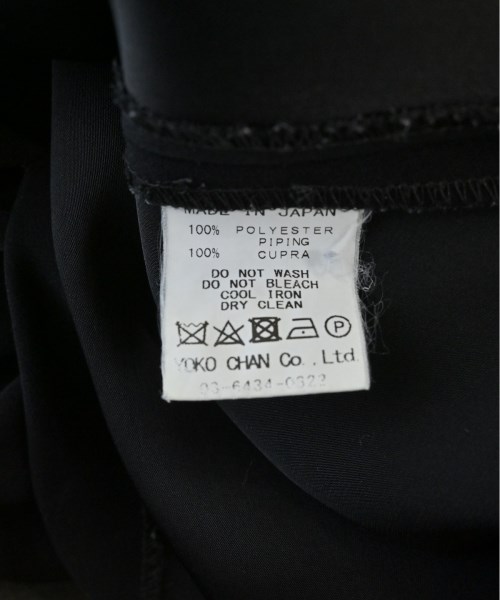 MADE IN JAPAN
100% POLYESTER
PIPING
100% CUPRA
DO NOT WASH
DO NOT BLEACH
COOL IRON
DRY CLEAN
P
YOKO CHAN Co., Ltd.
03-6434-0322